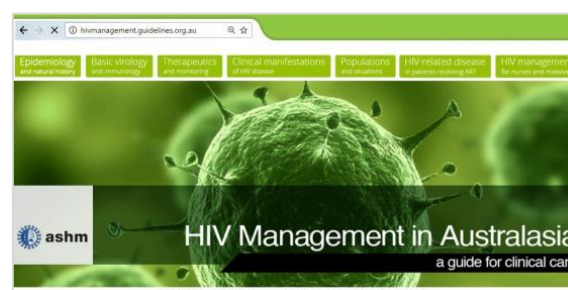 hivmanagement.guidelines.org.au
Epidemiology Basic virology Therapeutics Clinical manifestations Populations HIV-related disease HIV managemen
and natural history and immunology and monitoring of HIV disease and situations in patients receiving ART for nurses and midwive
ashm
HIV Management in Australasia
a guide for clinical car